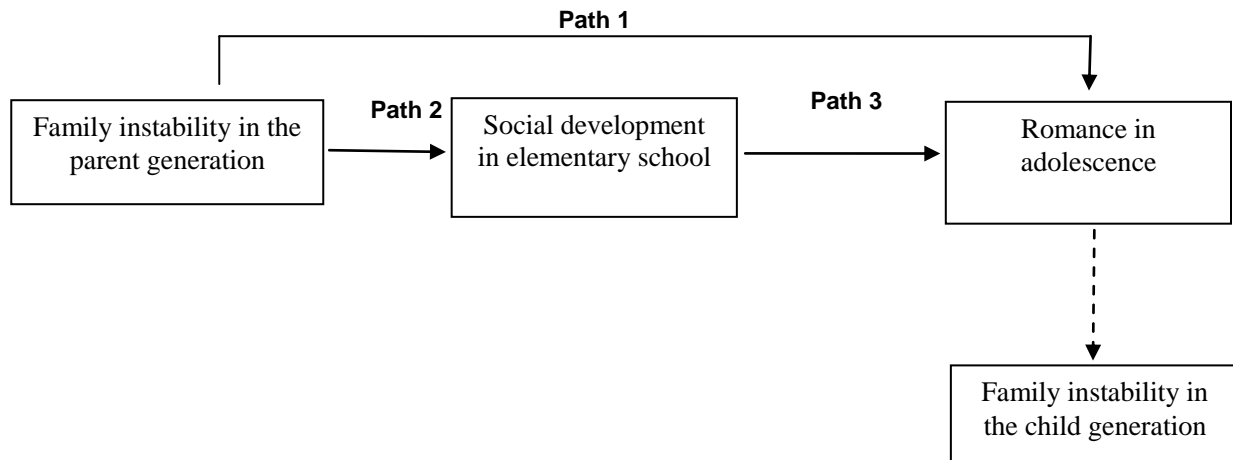 Path 1
Path 2
Path 3
Family instability in the
parent generation
Social development
in elementary school
Romance in
adolescence
Family instability in
the child generation